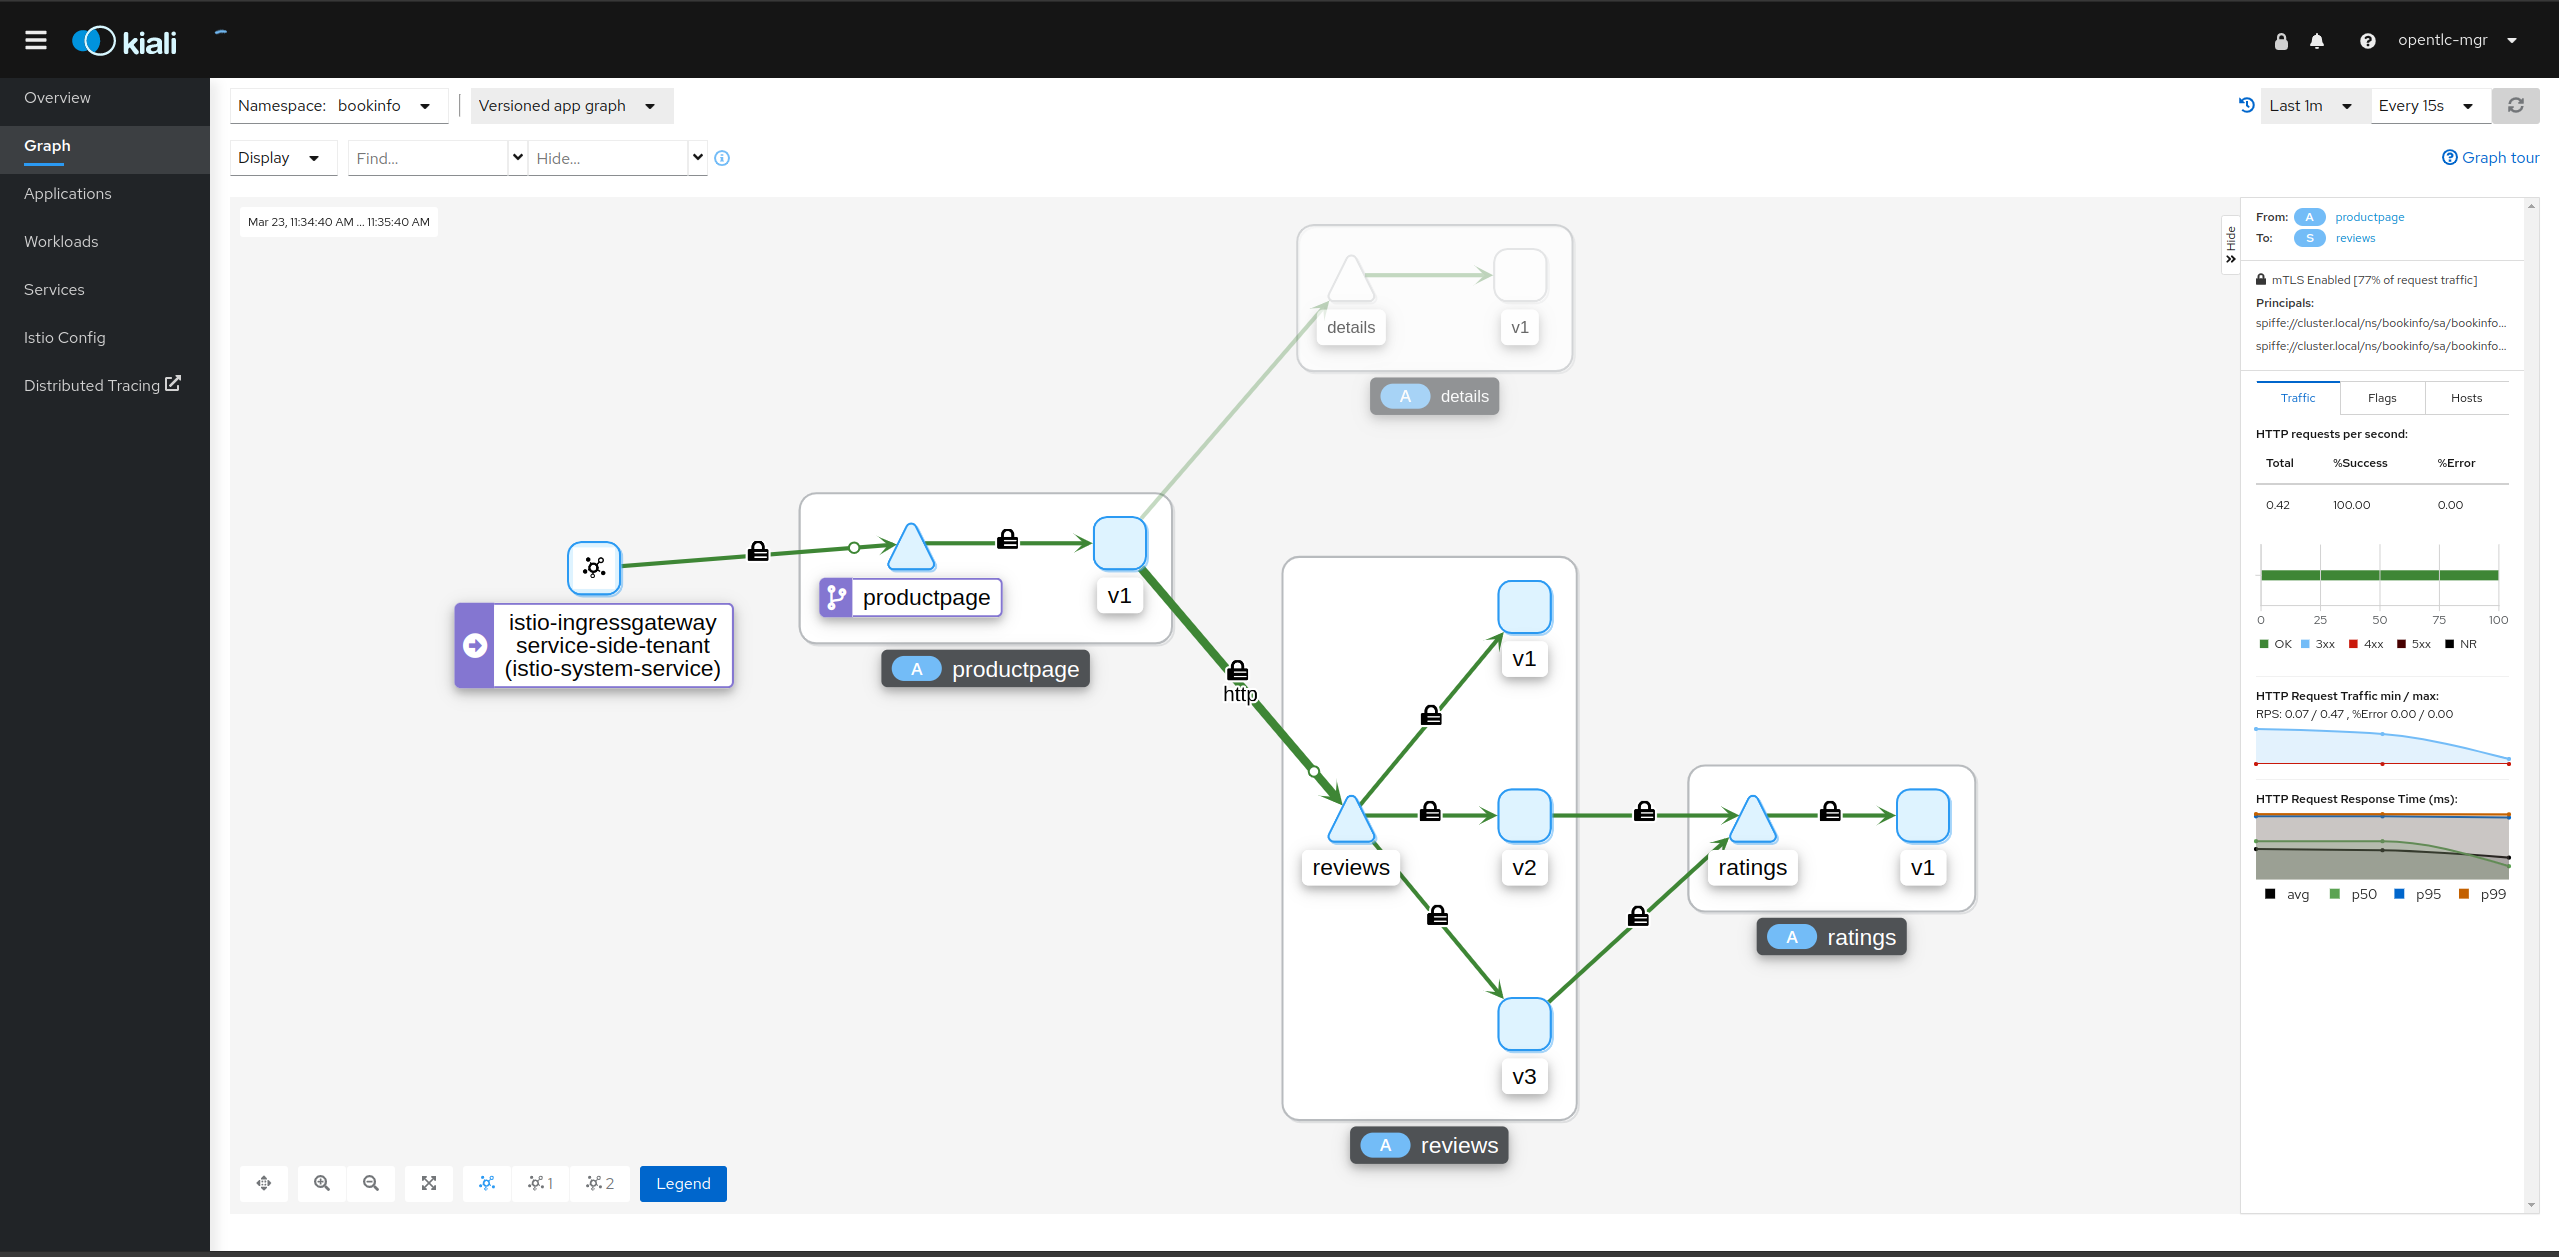 kiali
opentlc-mgr
Overview
Graph
Applications
Workloads
Services
Istio Config
Distributed Tracing
Namespace: bookinfo
Versioned app graph
Last 1m
Every 15s
Display
Find...
Hide...
Graph tour
Mar 23, 11:34:40 AM ... 11:35:40 AM
details
v1
A details
istio-ingressgateway
service-side-tenant
(istio-system-service)
productpage
v1
A productpage
http
v1
reviews
v2
v3
A reviews
ratings
v1
A ratings
1
2
Legend
Hide
From: A productpage
To: S reviews
mTLS Enabled [77% of request traffic]
Principals:
spiffe://cluster.local/ns/bookinfo/sa/bookinfo...
spiffe://cluster.local/ns/bookinfo/sa/bookinfo...
Traffic Flags Hosts
HTTP requests per second:
Total %Success %Error
0.42 100.00 0.00
0 25 50 75 100
OK 3xx 4xx 5xx NR
HTTP Request Traffic min / max:
RPS: 0.07 / 0.47 , %Error 0.00 / 0.00
HTTP Request Response Time (ms):
avg p50 p95 p99